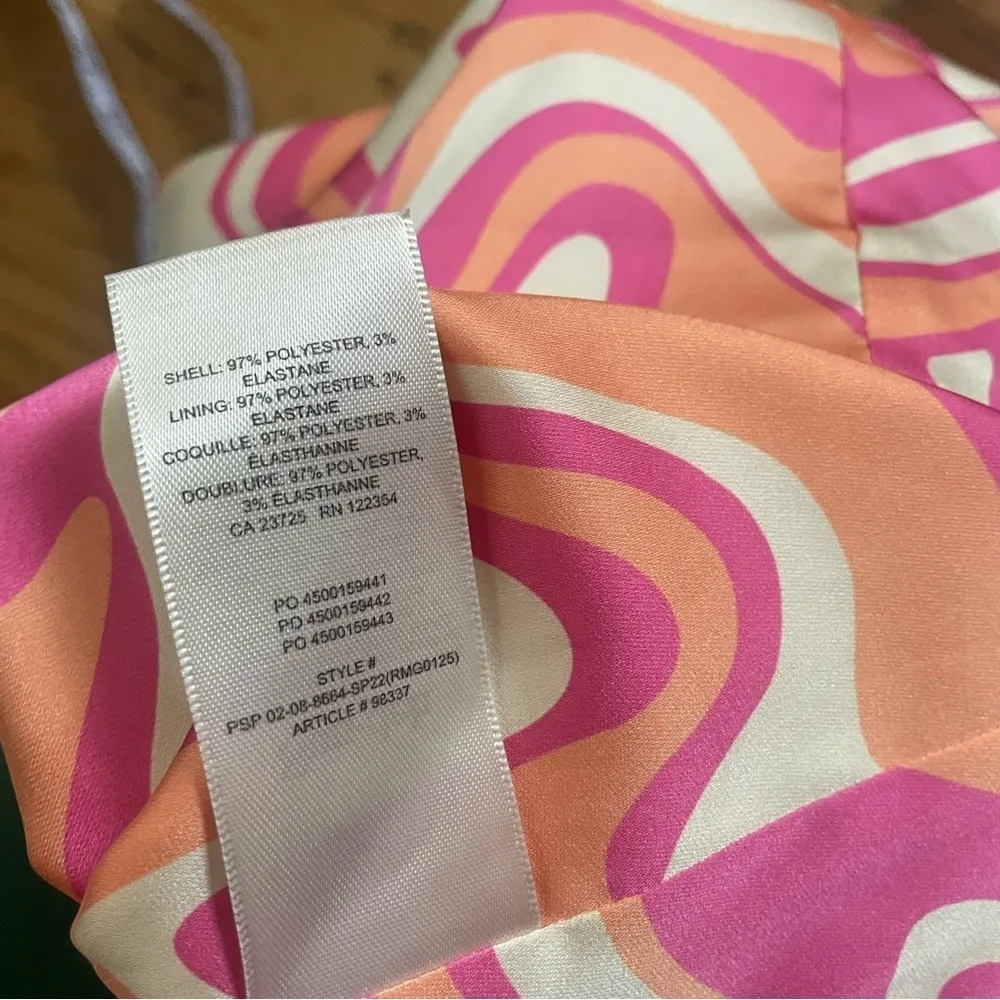 SHELL: 97% POLYESTER, 3%
ELASTANE
LINING: 97% POLYESTER, 3%
ELASTANE
COQUILLE: 97% POLYESTER, 3%
ÉLASTHANNE
DOUBLURE: 97% POLYESTER,
3% ÉLASTHANNE
CA 23725 RN 122364
PO 4500159441
PO 4500159442
PO 4500159443
STYLE #
PSP 02-08-8664-SP22(RMG0125)
ARTICLE # 98337